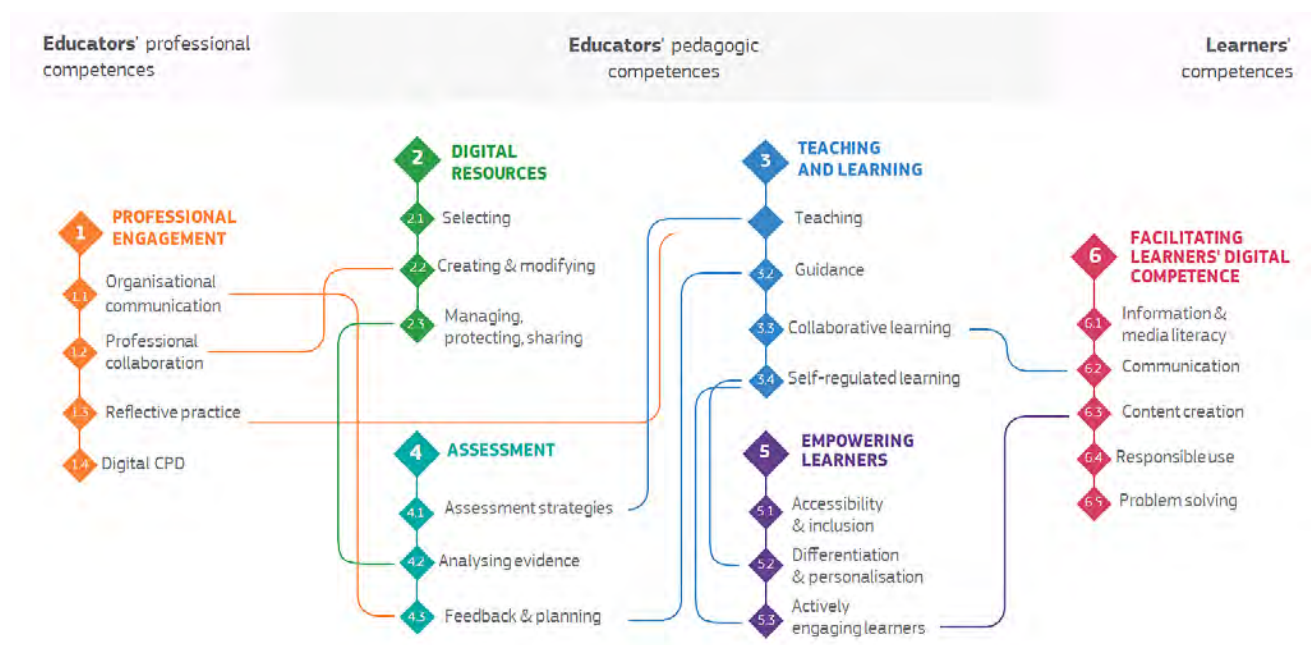 Educators' professional
competences
Educators' pedagogic
competences
Learners'
competences
1
PROFESSIONAL
ENGAGEMENT
1.1
Organisational
communication
1.2
Professional
collaboration
1.3
Reflective practice
1.4
Digital CPD
2
DIGITAL
RESOURCES
2.1
Selecting
2.2
Creating & modifying
2.3
Managing,
protecting, sharing
3
TEACHING
AND LEARNING
Teaching
3.2
Guidance
3.3
Collaborative learning
3.4
Self-regulated learning
4
ASSESSMENT
4.1
Assessment strategies
4.2
Analysing evidence
4.3
Feedback & planning
5
EMPOWERING
LEARNERS
5.1
Accessibility
& inclusion
5.2
Differentiation
& personalisation
5.3
Actively
engaging learners
6
FACILITATING
LEARNERS' DIGITAL
COMPETENCE
6.1
Information &
media literacy
6.2
Communication
6.3
Content creation
6.4
Responsible use
6.5
Problem solving